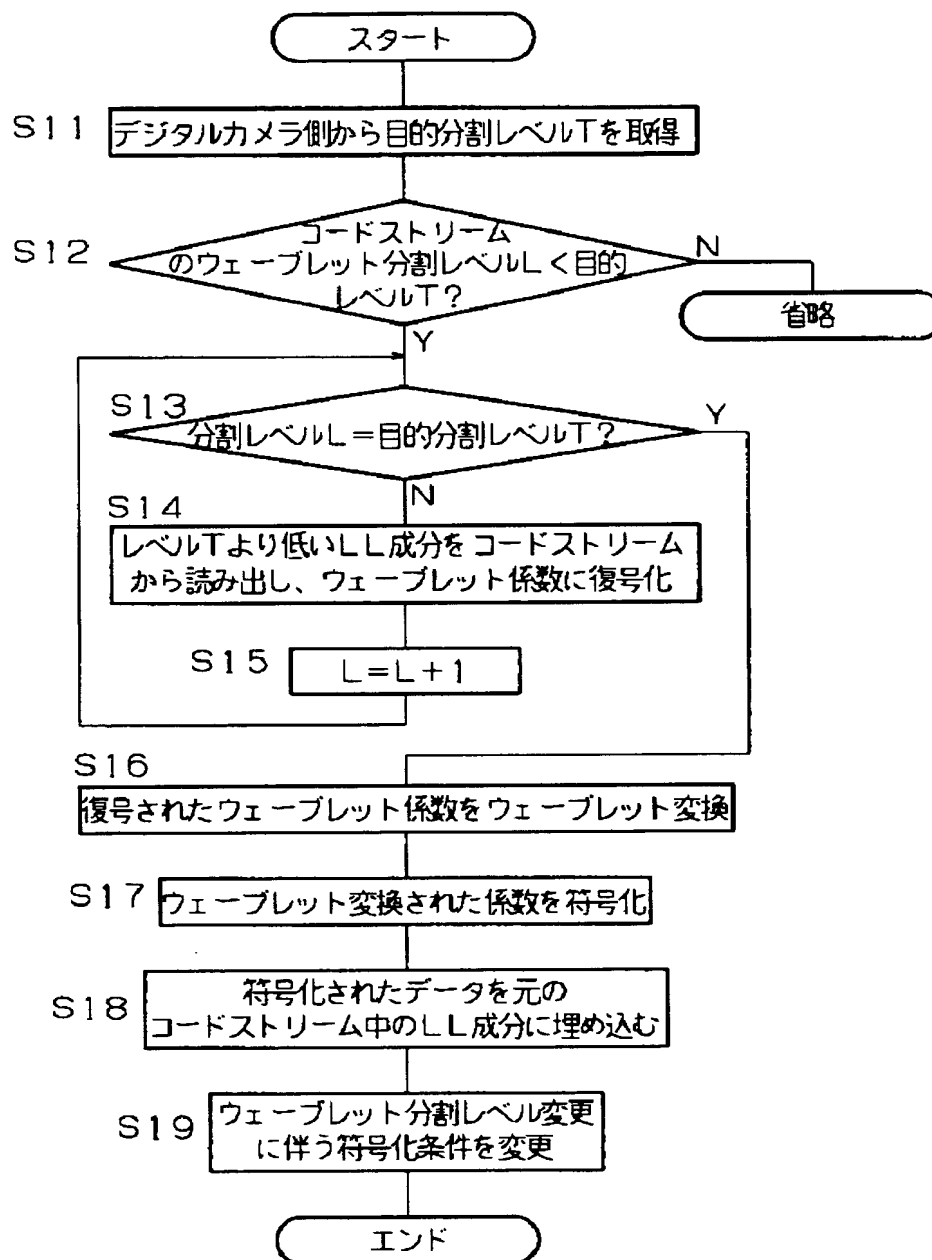 スタート
S11
デジタルカメラ側から目的分割レベルTを取得
S12
コードストリーム
のウェーブレット分割レベルL<目的
レベルT?
N
省略
Y
S13
分割レベルL=目的分割レベルT?
Y
N
S14
レベルTより低いLL成分をコードストリーム
から読み出し、ウェーブレット係数に復号化
S15
L=L+1
S16
復号されたウェーブレット係数をウェーブレット変換
S17
ウェーブレット変換された係数を符号化
S18
符号化されたデータを元の
コードストリーム中のLL成分に埋め込む
S19
ウェーブレット分割レベル変更
に伴う符号化条件を変更
エンド